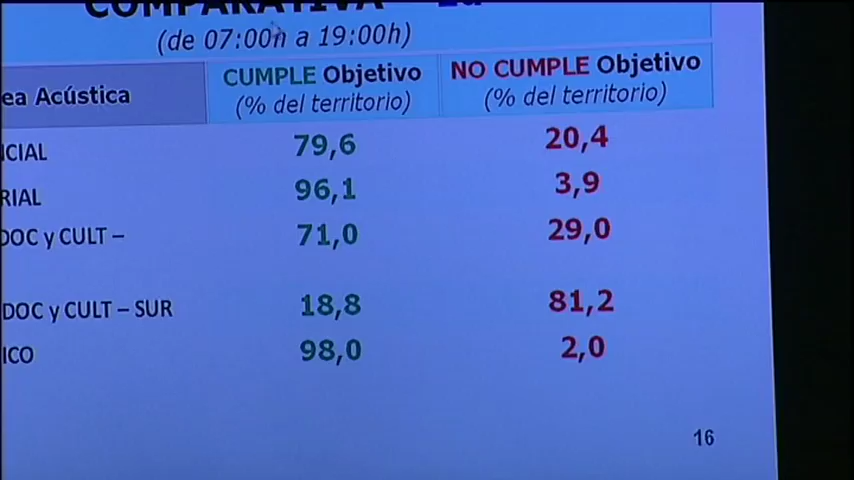 COMPARATIVA –
(de 07:00h a 19:00h)
ea Acústica CUMPLE Objetivo NO CUMPLE Objetivo
(% del territorio) (% del territorio)
CIAL 79,6 20,4
RIAL 96,1 3,9
DOC y CULT – 71,0 29,0
DOC y CULT – SUR 18,8 81,2
ICO 98,0 2,0
16